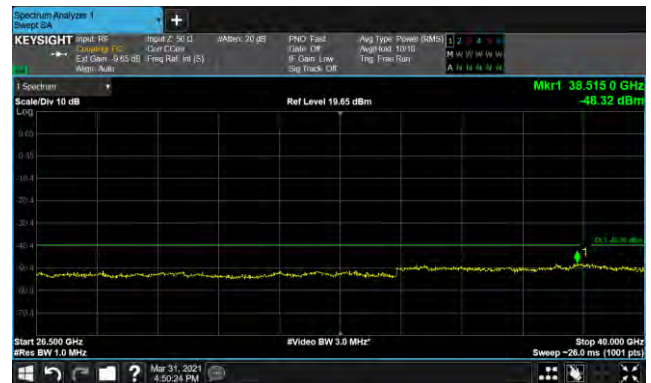 Spectrum Analyzer 1
Swept SA
+
KEYSIGHT Input: RF Input Z: 50 Ω #Atten: 20 dB PNO: Fast Avg Type: Power (RMS) 1 2 3 4 5 6
Coupling: DC Corr CCorr Gate: Off Avg|Hold: 10/10 M W W W W W
Ext Gain: -9.65 dB Freq Ref: Int (S) IF Gain: Low Trig: Free Run
Align: Auto Sig Track: Off A N N N N N
1 Spectrum
Mkr1 38.515 0 GHz
Scale/Div 10 dB Ref Level 19.65 dBm -48.32 dBm
Log
9.65
-0.35
-10.4
-20.4
-30.4
-40.4
DL1 -40.00 dBm
1
-50.4
-60.4
-70.4
Start 26.500 GHz #Video BW 3.0 MHz* Stop 40.000 GHz
#Res BW 1.0 MHz Sweep ~26.0 ms (1001 pts)
? Mar 31, 2021
4:50:24 PM